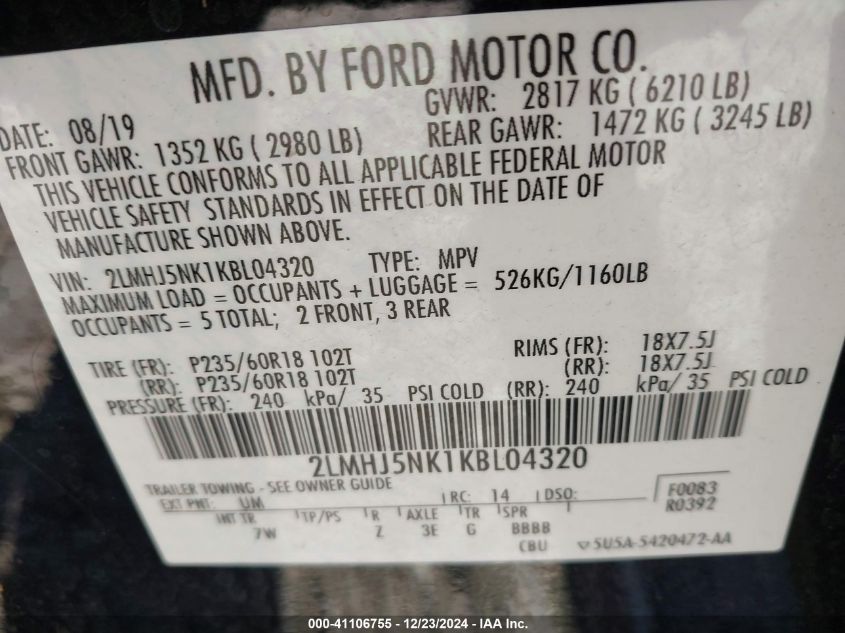 MFD. BY FORD MOTOR CO.
DATE: 08/19 GVWR: 2817 KG ( 6210 LB)
FRONT GAWR: 1352 KG ( 2980 LB) REAR GAWR: 1472 KG ( 3245 LB)
THIS VEHICLE CONFORMS TO ALL APPLICABLE FEDERAL MOTOR
VEHICLE SAFETY STANDARDS IN EFFECT ON THE DATE OF
MANUFACTURE SHOWN ABOVE.
VIN: 2LMHJ5NK1KBL04320 TYPE: MPV
MAXIMUM LOAD = OCCUPANTS + LUGGAGE = 526KG/1160LB
OCCUPANTS = 5 TOTAL; 2 FRONT, 3 REAR
TIRE (FR): P235/60R18 102T RIMS (FR): 18X7.5J
(RR): P235/60R18 102T (RR): 18X7.5J
PRESSURE (FR): 240 kPa/ 35 PSI COLD (RR): 240 kPa/ 35 PSI COLD
2LMHJ5NK1KBL04320
TRAILER TOWING - SEE OWNER GUIDE
EXT PNT: UM RC: 14 DSO: F0083
R0392
INT TR TP/PS R AXLE TR SPR
7W Z 3E G BBBB
CBU 5U5A-5420472-AA
000-41106755 - 12/23/2024 - IAA Inc.